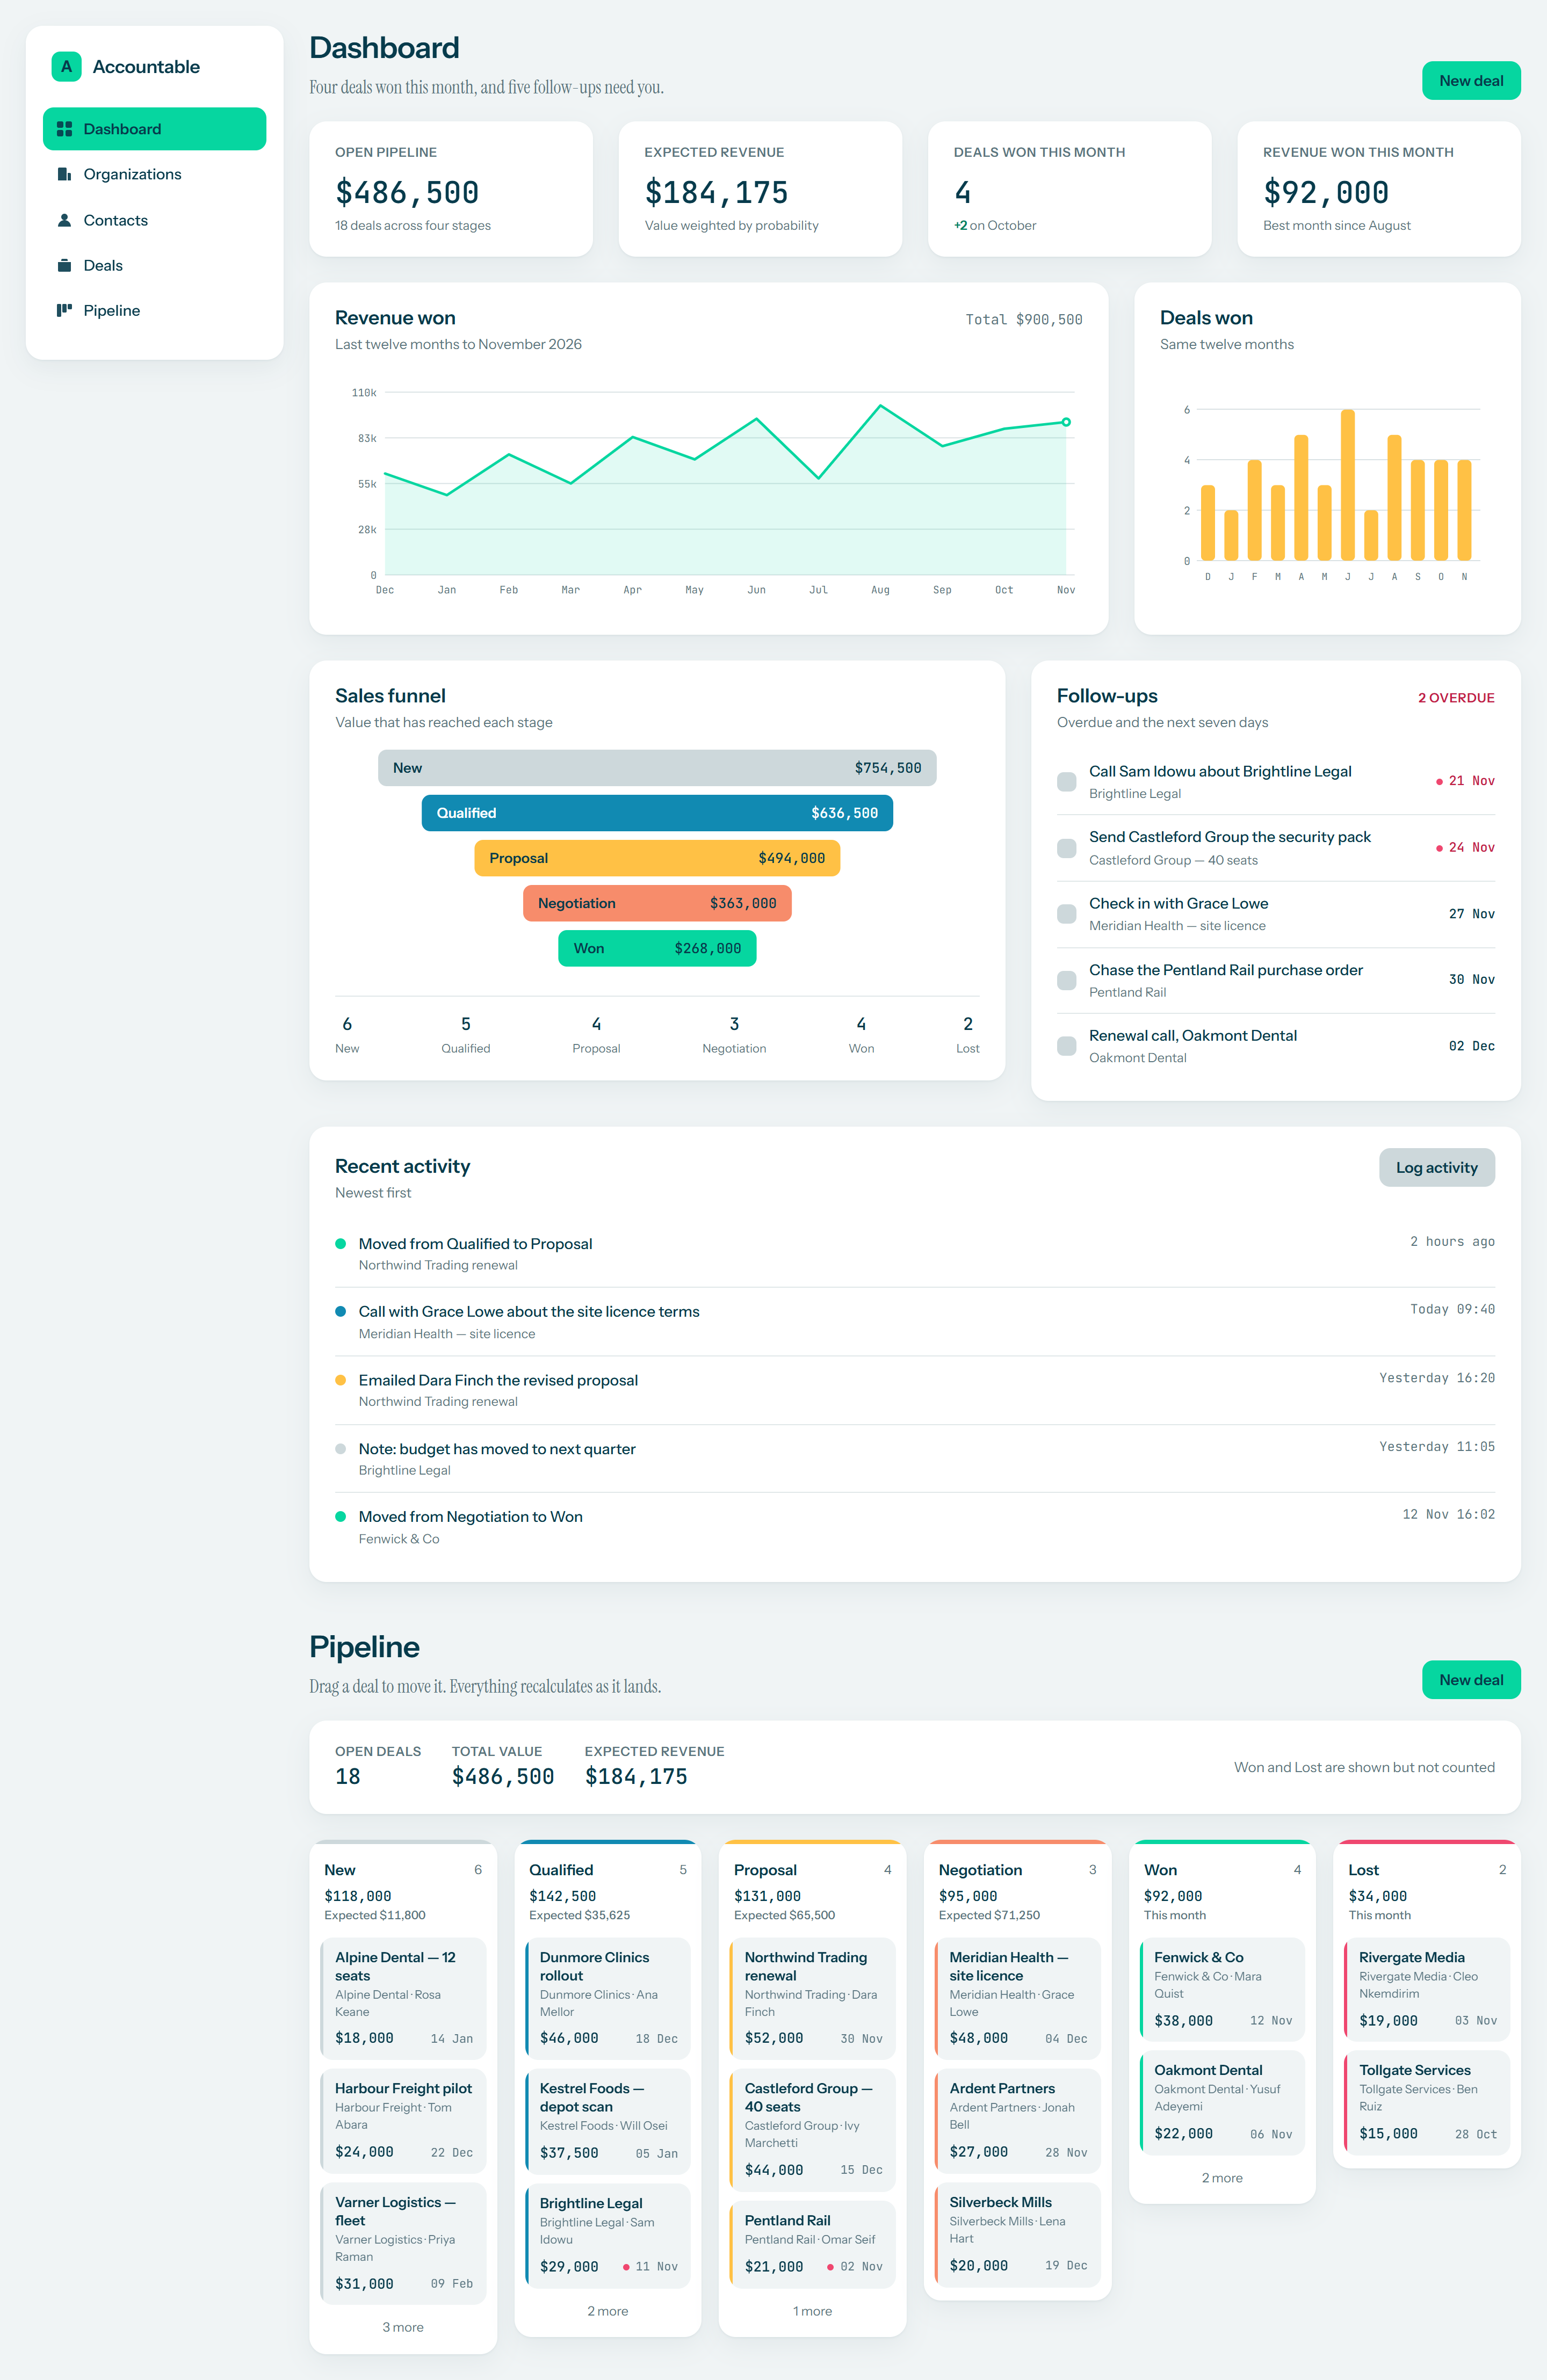 A
Accountable
Dashboard
Organizations
Contacts
Deals
Pipeline
Dashboard
Four deals won this month, and five follow-ups need you.
New deal
OPEN PIPELINE
$486,500
18 deals across four stages
EXPECTED REVENUE
$184,175
Value weighted by probability
DEALS WON THIS MONTH
4
+2 on October
REVENUE WON THIS MONTH
$92,000
Best month since August
Revenue won
Total $900,500
Last twelve months to November 2026
110k
83k
55k
28k
0
Dec Jan Feb Mar Apr May Jun Jul Aug Sep Oct Nov
Deals won
Same twelve months
6
4
2
0
D J F M A M J J A S O N
Sales funnel
Value that has reached each stage
New $754,500
Qualified $636,500
Proposal $494,000
Negotiation $363,000
Won $268,000
6 5 4 3 4 2
New Qualified Proposal Negotiation Won Lost
Follow-ups
2 OVERDUE
Overdue and the next seven days
Call Sam Idowu about Brightline Legal
21 Nov
Brightline Legal
Send Castleford Group the security pack
24 Nov
Castleford Group — 40 seats
Check in with Grace Lowe
27 Nov
Meridian Health — site licence
Chase the Pentland Rail purchase order
30 Nov
Pentland Rail
Renewal call, Oakmont Dental
02 Dec
Oakmont Dental
Recent activity
Log activity
Newest first
Moved from Qualified to Proposal
2 hours ago
Northwind Trading renewal
Call with Grace Lowe about the site licence terms
Today 09:40
Meridian Health — site licence
Emailed Dara Finch the revised proposal
Yesterday 16:20
Northwind Trading renewal
Note: budget has moved to next quarter
Yesterday 11:05
Brightline Legal
Moved from Negotiation to Won
12 Nov 16:02
Fenwick & Co
Pipeline
Drag a deal to move it. Everything recalculates as it lands.
New deal
OPEN DEALS
18
TOTAL VALUE
$486,500
EXPECTED REVENUE
$184,175
Won and Lost are shown but not counted
New 6
$118,000
Expected $11,800
Alpine Dental — 12
seats
Alpine Dental · Rosa
Keane
$18,000 14 Jan
Harbour Freight pilot
Harbour Freight · Tom
Abara
$24,000 22 Dec
Varner Logistics —
fleet
Varner Logistics · Priya
Raman
$31,000 09 Feb
3 more
Qualified 5
$142,500
Expected $35,625
Dunmore Clinics
rollout
Dunmore Clinics · Ana
Mellor
$46,000 18 Dec
Kestrel Foods —
depot scan
Kestrel Foods · Will Osei
$37,500 05 Jan
Brightline Legal
Brightline Legal · Sam
Idowu
$29,000 11 Nov
2 more
Proposal 4
$131,000
Expected $65,500
Northwind Trading
renewal
Northwind Trading · Dara
Finch
$52,000 30 Nov
Castleford Group —
40 seats
Castleford Group · Ivy
Marchetti
$44,000 15 Dec
Pentland Rail
Pentland Rail · Omar Seif
$21,000 02 Nov
1 more
Negotiation 3
$95,000
Expected $71,250
Meridian Health —
site licence
Meridian Health · Grace
Lowe
$48,000 04 Dec
Ardent Partners
Ardent Partners · Jonah
Bell
$27,000 28 Nov
Silverbeck Mills
Silverbeck Mills · Lena
Hart
$20,000 19 Dec
Won 4
$92,000
This month
Fenwick & Co
Fenwick & Co · Mara
Quist
$38,000 12 Nov
Oakmont Dental
Oakmont Dental · Yusuf
Adeyemi
$22,000 06 Nov
2 more
Lost 2
$34,000
This month
Rivergate Media
Rivergate Media · Cleo
Nkemdirim
$19,000 03 Nov
Tollgate Services
Tollgate Services · Ben
Ruiz
$15,000 28 Oct